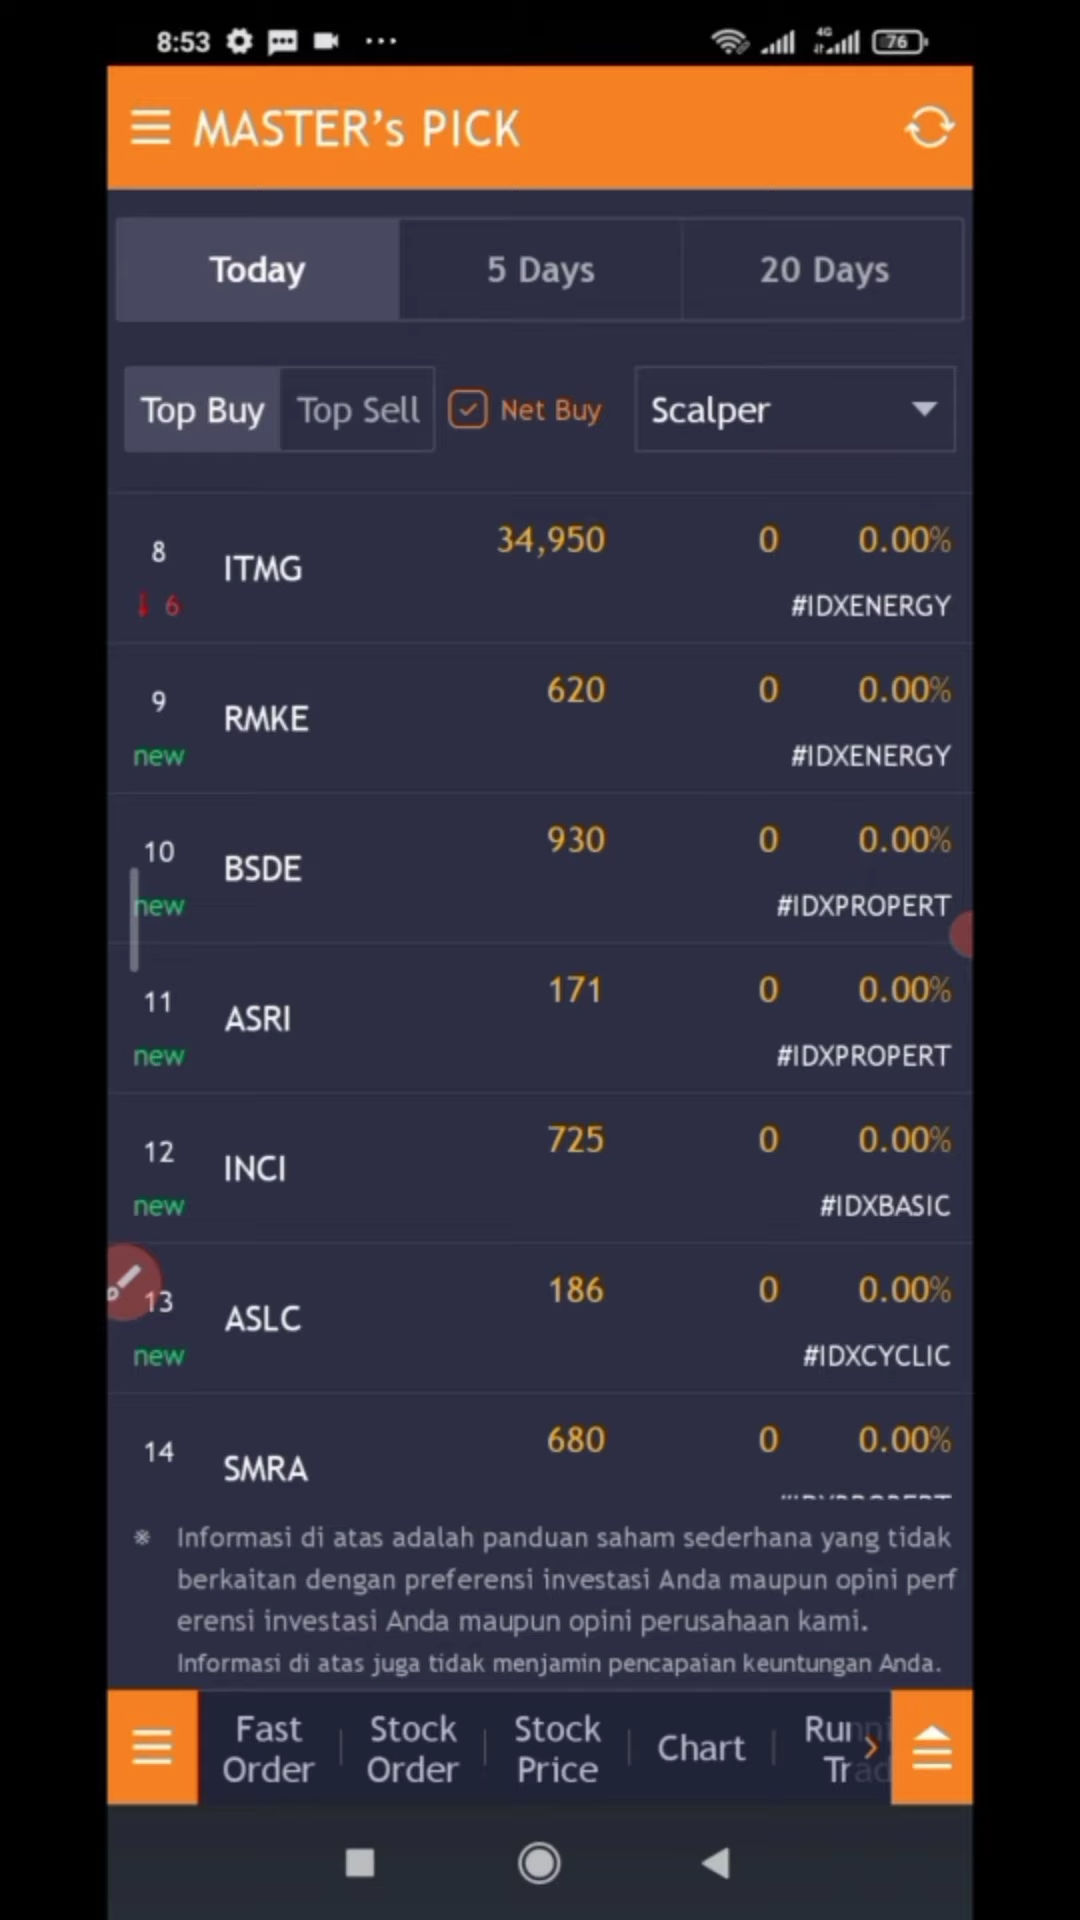 8:53 4G 76
MASTER's PICK
Today 5 Days 20 Days
Top Buy Top Sell Net Buy Scalper
8 ITMG 34,950 0 0.00%
6 #IDXENERGY
9 RMKE 620 0 0.00%
new #IDXENERGY
10 BSDE 930 0 0.00%
new #IDXPROPERT
11 ASRI 171 0 0.00%
new #IDXPROPERT
12 INCI 725 0 0.00%
new #IDXBASIC
13 ASLC 186 0 0.00%
new #IDXCYCLIC
14 SMRA 680 0 0.00%
※ Informasi di atas adalah panduan saham sederhana yang tidak
berkaitan dengan preferensi investasi Anda maupun opini perf
erensi investasi Anda maupun opini perusahaan kami.
Informasi di atas juga tidak menjamin pencapaian keuntungan Anda.
Fast Order Stock Order Stock Price Chart